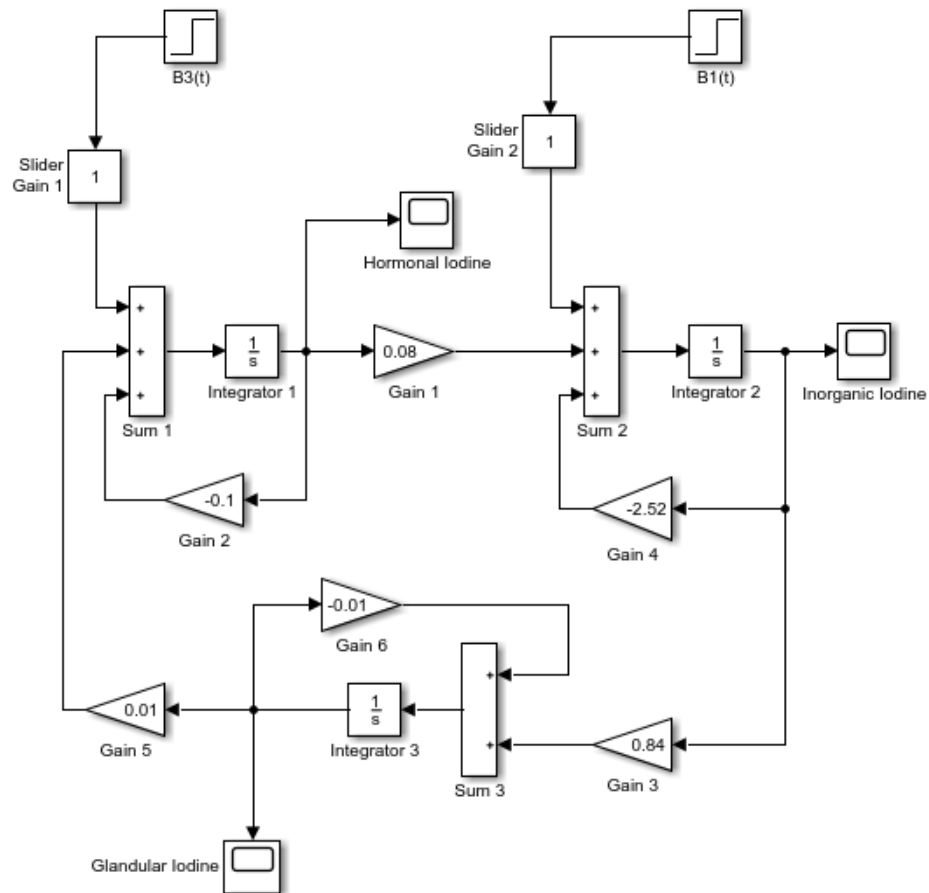 B3(t)
B1(t)
Slider
Gain 1
1
Slider
Gain 2
1
Hormonal Iodine
+
+
+
Sum 1
1
s
Integrator 1
0.08
Gain 1
+
+
+
Sum 2
1
s
Integrator 2
Inorganic Iodine
-0.1
Gain 2
-2.52
Gain 4
-0.01
Gain 6
0.01
Gain 5
1
s
Integrator 3
+
+
Sum 3
0.84
Gain 3
Glandular Iodine